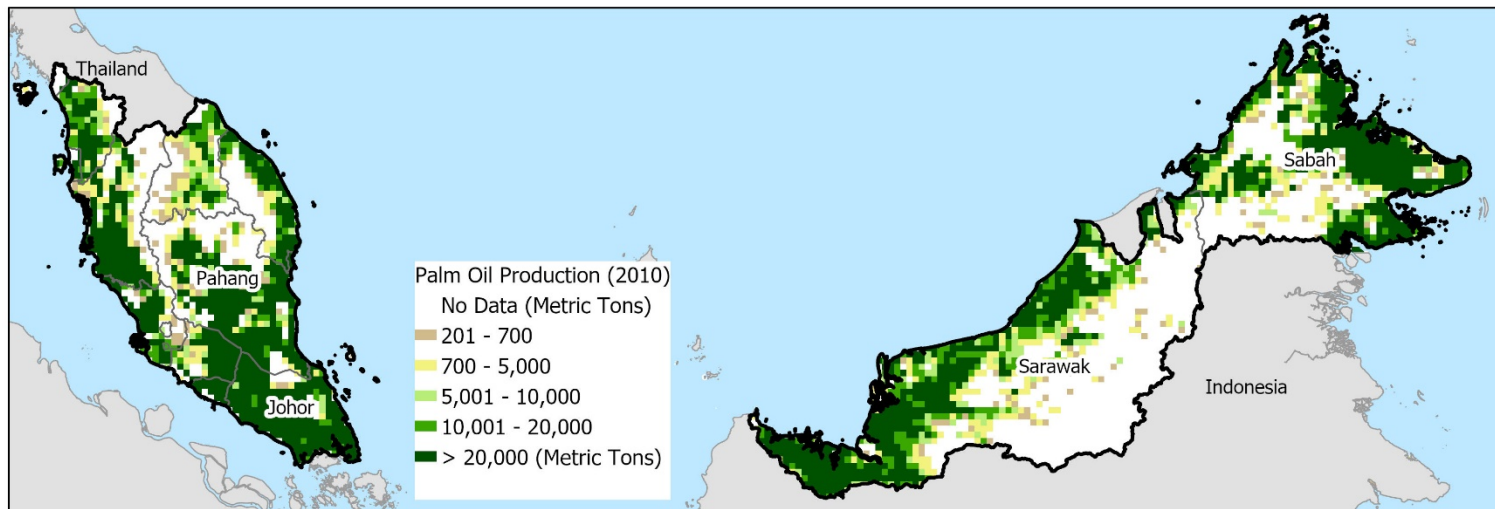 Thailand
Pahang
Johor
Palm Oil Production (2010)
No Data (Metric Tons)
201 - 700
700 - 5,000
5,001 - 10,000
10,001 - 20,000
> 20,000 (Metric Tons)
Sabah
Sarawak
Indonesia